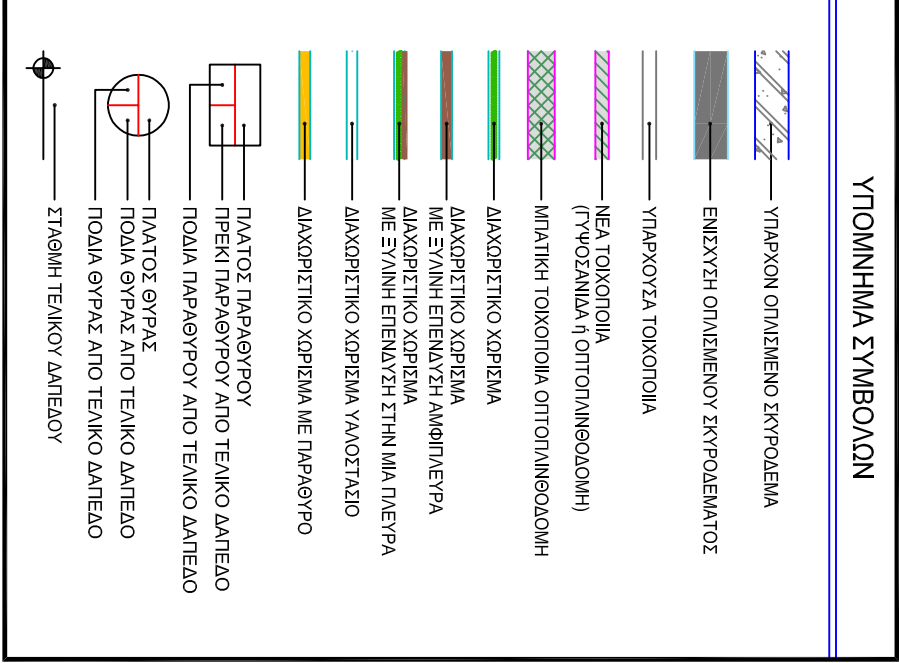 ΥΠΟΜΝΗΜΑ ΣΥΜΒΟΛΩΝ
ΥΠΑΡΧΟΝ ΟΠΛΙΣΜΕΝΟ ΣΚΥΡΟΔΕΜΑ
ΕΝΙΣΧΥΣΗ ΟΠΛΙΣΜΕΝΟΥ ΣΚΥΡΟΔΕΜΑΤΟΣ
ΥΠΑΡΧΟΥΣΑ ΤΟΙΧΟΠΟΙΙΑ
ΝΕΑ ΤΟΙΧΟΠΟΙΙΑ
(ΓΥΨΟΣΑΝΙΔΑ ή ΟΠΤΟΠΛΙΝΘΟΔΟΜΗ)
ΜΠΑΤΙΚΗ ΤΟΙΧΟΠΟΙΙΑ ΟΠΤΟΠΛΙΝΘΟΔΟΜΗ
ΔΙΑΧΩΡΙΣΤΙΚΟ ΧΩΡΙΣΜΑ
ΔΙΑΧΩΡΙΣΤΙΚΟ ΧΩΡΙΣΜΑ
ΜΕ ΞΥΛΙΝΗ ΕΠΕΝΔΥΣΗ ΑΜΦΙΠΛΕΥΡΑ
ΔΙΑΧΩΡΙΣΤΙΚΟ ΧΩΡΙΣΜΑ
ΜΕ ΞΥΛΙΝΗ ΕΠΕΝΔΥΣΗ ΣΤΗΝ ΜΙΑ ΠΛΕΥΡΑ
ΔΙΑΧΩΡΙΣΤΙΚΟ ΧΩΡΙΣΜΑ ΥΑΛΟΣΤΑΣΙΟ
ΔΙΑΧΩΡΙΣΤΙΚΟ ΧΩΡΙΣΜΑ ΜΕ ΠΑΡΑΘΥΡΟ
ΠΛΑΤΟΣ ΠΑΡΑΘΥΡΟΥ
ΠΡΕΚΙ ΠΑΡΑΘΥΡΟΥ ΑΠΟ ΤΕΛΙΚΟ ΔΑΠΕΔΟ
ΠΟΔΙΑ ΠΑΡΑΘΥΡΟΥ ΑΠΟ ΤΕΛΙΚΟ ΔΑΠΕΔΟ
ΠΛΑΤΟΣ ΘΥΡΑΣ
ΠΟΔΙΑ ΘΥΡΑΣ ΑΠΟ ΤΕΛΙΚΟ ΔΑΠΕΔΟ
ΠΟΔΙΑ ΘΥΡΑΣ ΑΠΟ ΤΕΛΙΚΟ ΔΑΠΕΔΟ
ΣΤΑΘΜΗ ΤΕΛΙΚΟΥ ΔΑΠΕΔΟΥ